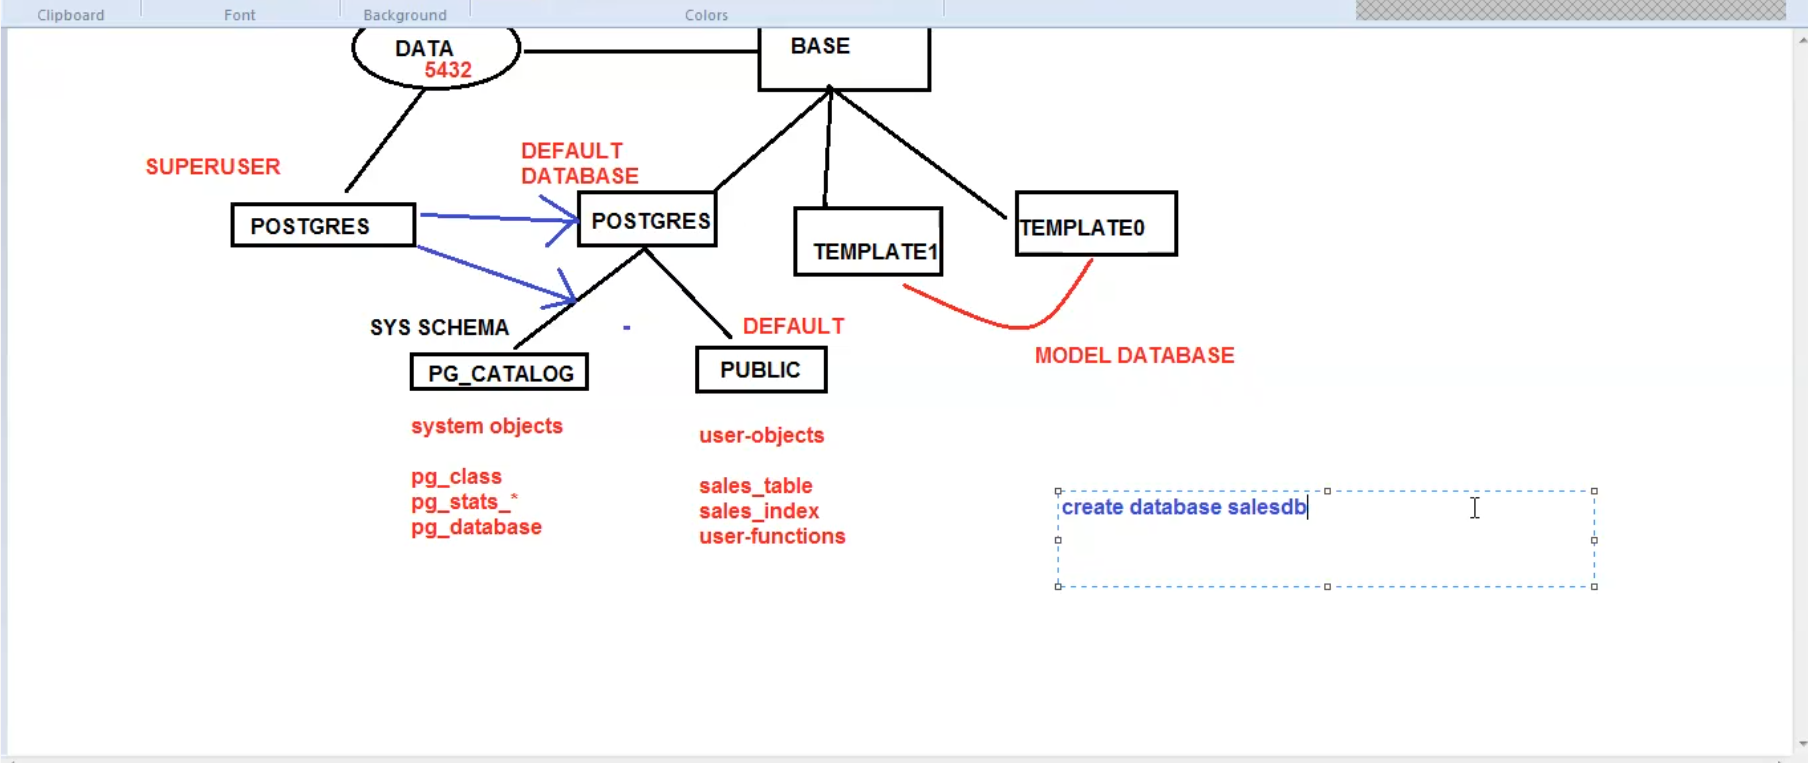 Clipboard
Font
Background
Colors
DATA
5432
BASE
SUPERUSER
DEFAULT
DATABASE
POSTGRES
POSTGRES
TEMPLATE1
TEMPLATE0
SYS SCHEMA
DEFAULT
MODEL DATABASE
PG_CATALOG
PUBLIC
system objects
pg_class
pg_stats_*
pg_database
user-objects
sales_table
sales_index
user-functions
create database salesdb